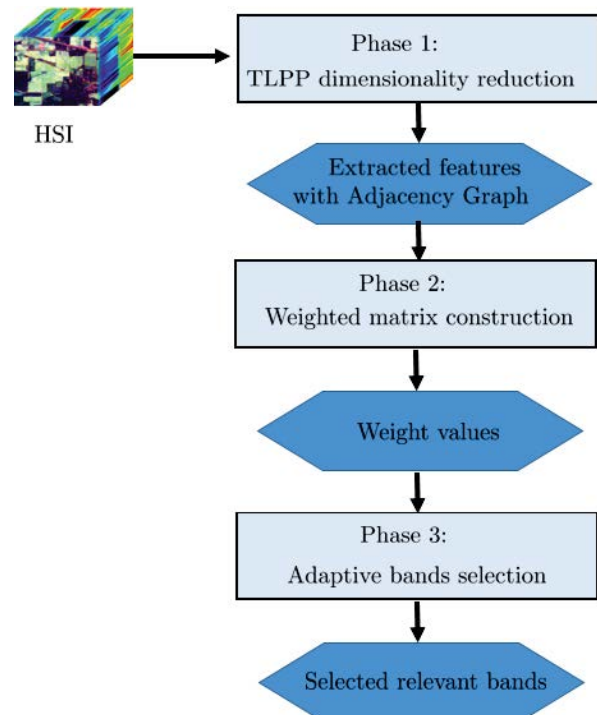 HSI
Phase 1:
TLPP dimensionality reduction
Extracted features
with Adjacency Graph
Phase 2:
Weighted matrix construction
Weight values
Phase 3:
Adaptive bands selection
Selected relevant bands